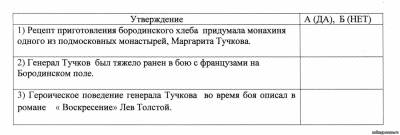 Утверждение А (ДА), Б (НЕТ)
1) Рецепт приготовления бородинского хлеба придумала монахиня
одного из подмосковных монастырей, Маргарита Тучкова.
2) Генерал Тучков был тяжело ранен в бою с французами на
Бородинском поле.
3) Героическое поведение генерала Тучкова во время боя описал в
романе « Воскресение» Лев Толстой.